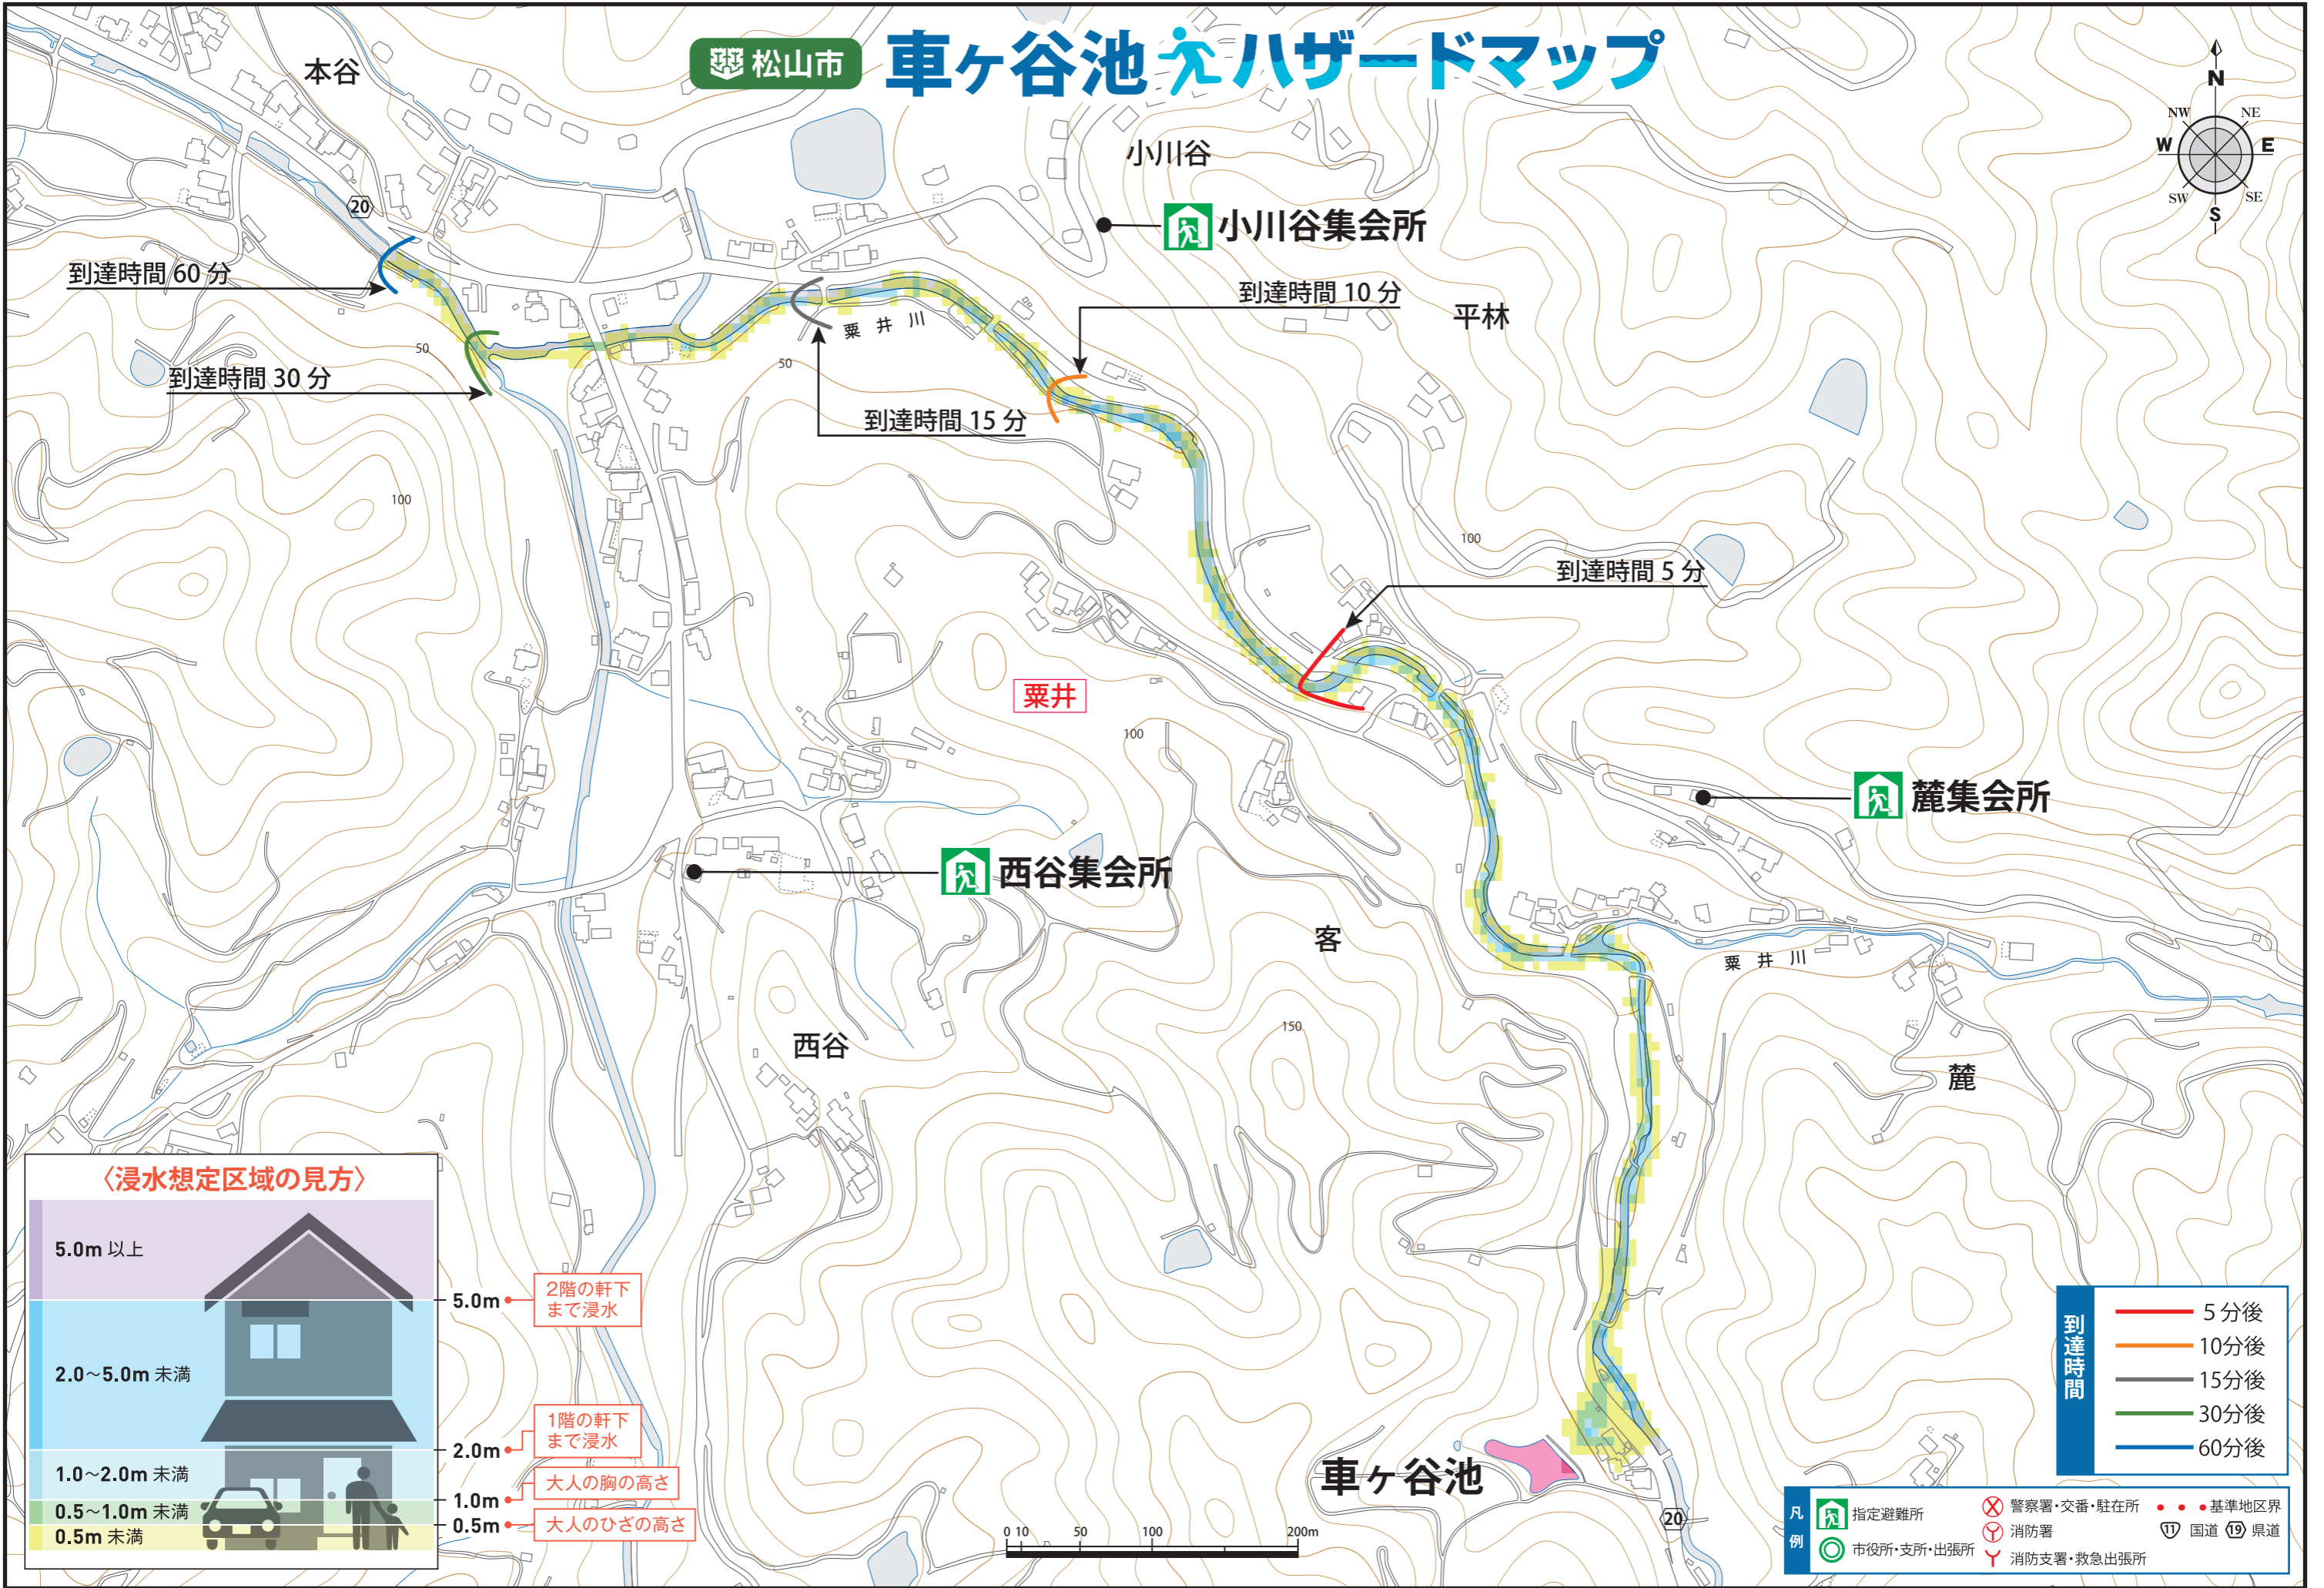 松山市
車ヶ谷池ハザードマップ
本谷
小川谷
N
NW
NE
W
E
SW
SE
S
20
小川谷集会所
到達時間 60 分
到達時間 10 分
平林
粟井川
50
50
到達時間 30 分
到達時間 15 分
100
100
到達時間 5 分
粟井
100
麓集会所
西谷集会所
客
粟井川
150
西谷
麓
〈浸水想定区域の見方〉
5.0m 以上
5.0m
2階の軒下
まで浸水
2.0〜5.0m 未満
1階の軒下
まで浸水
2.0m
1.0〜2.0m 未満
大人の胸の高さ
1.0m
0.5〜1.0m 未満
0.5m
大人のひざの高さ
0.5m 未満
車ヶ谷池
0 10 50 100 200m
20
到達時間
5分後
10分後
15分後
30分後
60分後
凡例
指定避難所
市役所・支所・出張所
警察署・交番・駐在所
消防署
消防支署・救急出張所
基準地区界
11 国道 19 県道